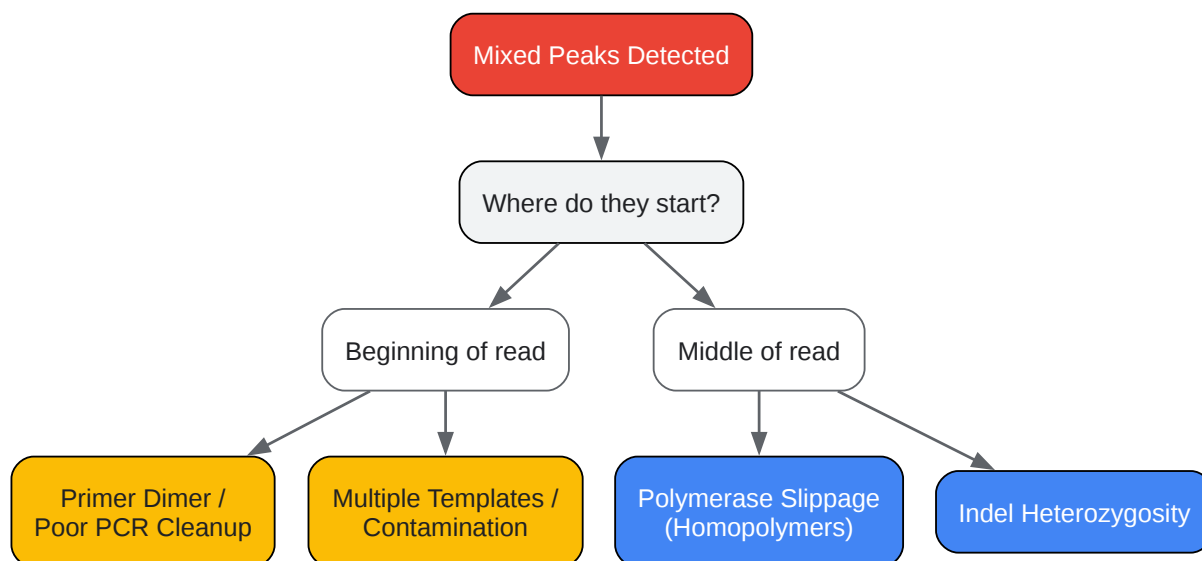 Mixed Peaks Detected
Where do they start?
Beginning of read
Middle of read
Primer Dimer /
Poor PCR Cleanup
Multiple Templates /
Contamination
Polymerase Slippage
(Homopolymers)
Indel Heterozygosity